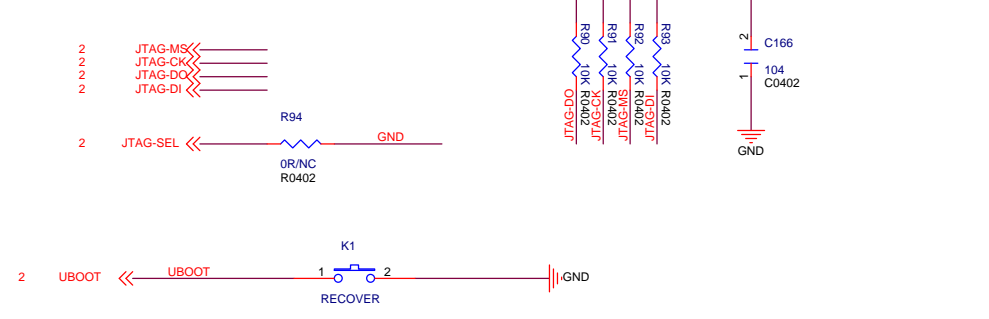 2 JTAG-MS
2 JTAG-CK
2 JTAG-DO
2 JTAG-DI
R94
2 JTAG-SEL GND
0R/NC
R0402
R90 10K R0402
JTAG-DO
R91 10K R0402
JTAG-CK
R92 10K R0402
JTAG-MS
R93 10K R0402
JTAG-DI
2 C166
1 104
C0402
GND
K1
2 UBOOT UBOOT 1 2 GND
RECOVER